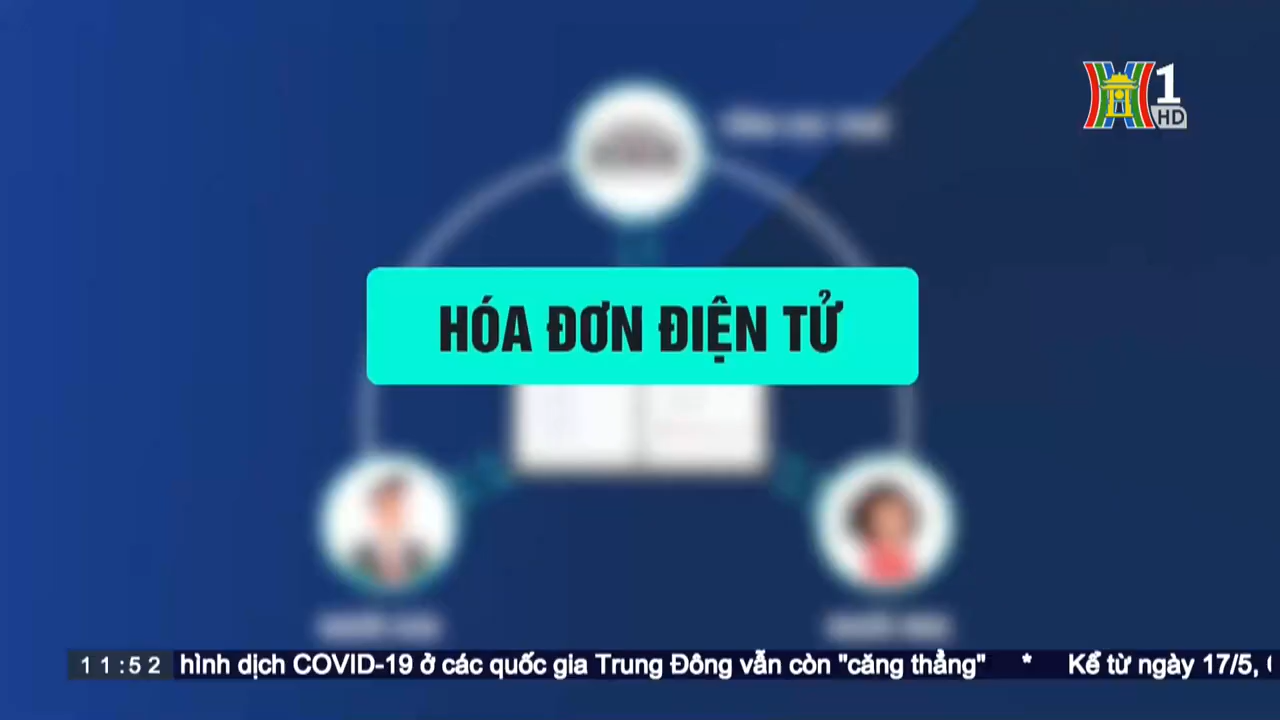 1
HD
HÓA ĐƠN ĐIỆN TỬ
11:52 hình dịch COVID-19 ở các quốc gia Trung Đông vẫn còn "căng thẳng" * Kể từ ngày 17/5,